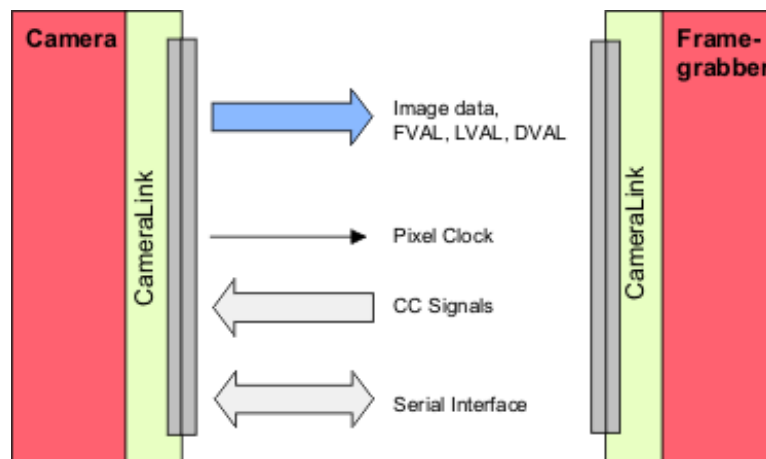 Camera
Frame-
grabber
CameraLink
Image data,
FVAL, LVAL, DVAL
Pixel Clock
CC Signals
Serial Interface
CameraLink